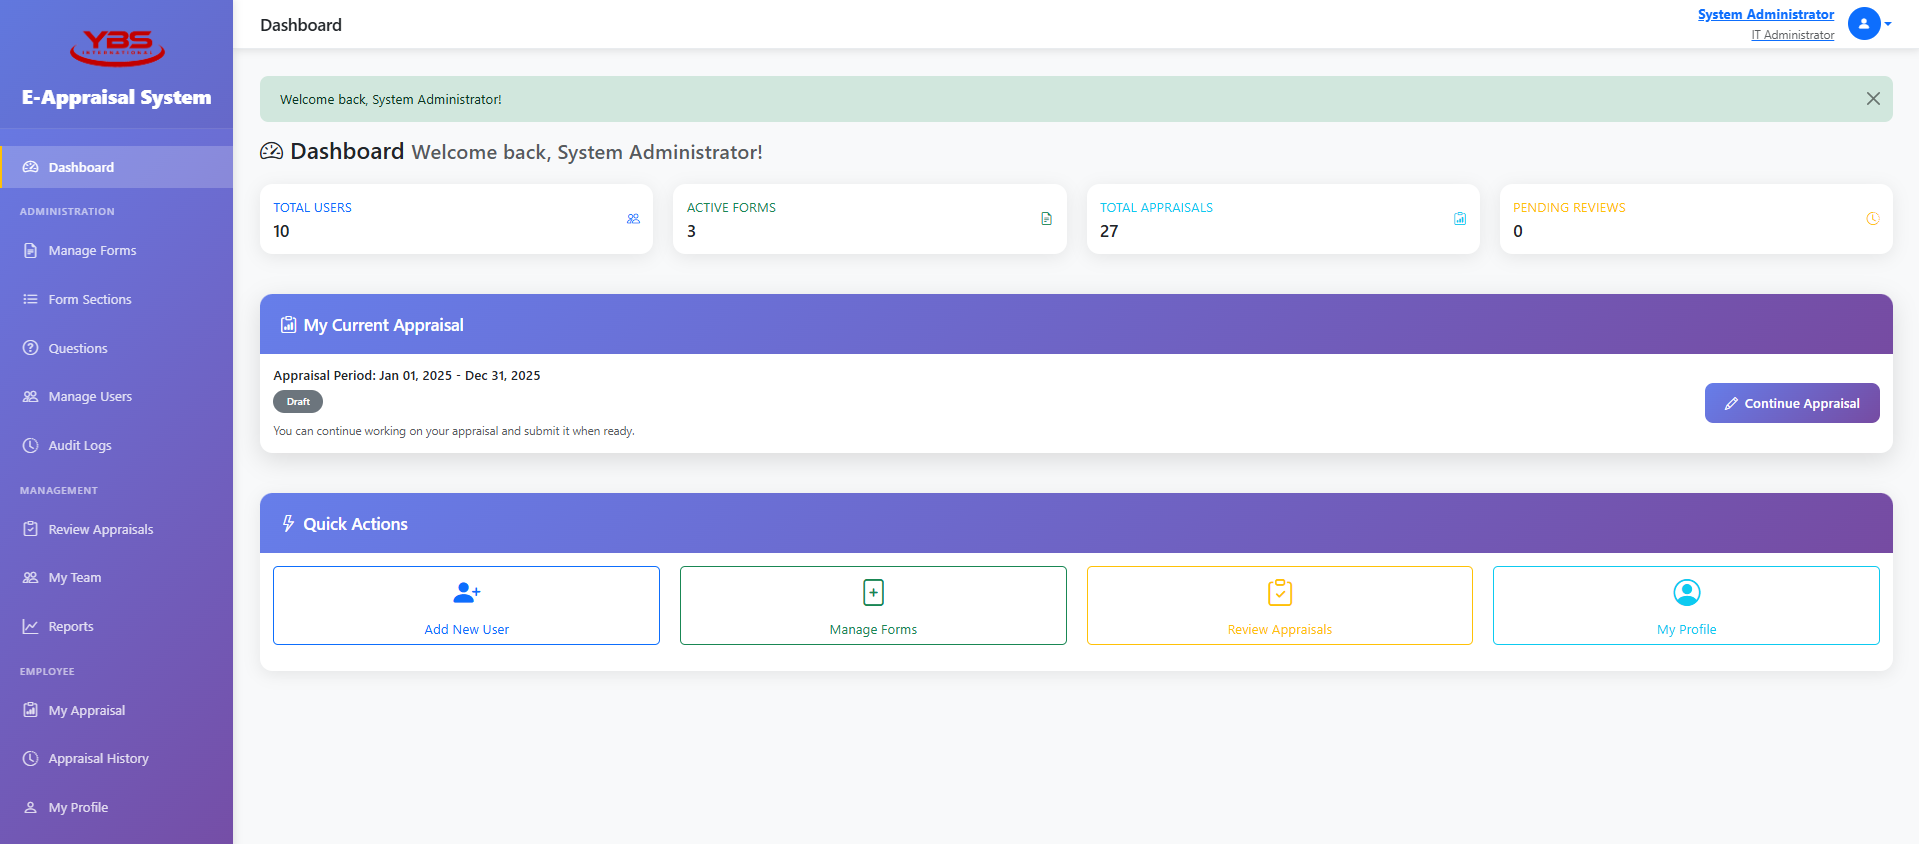 YBS
INTERNATIONAL
E-Appraisal System
Dashboard
ADMINISTRATION
Manage Forms
Form Sections
Questions
Manage Users
Audit Logs
MANAGEMENT
Review Appraisals
My Team
Reports
EMPLOYEE
My Appraisal
Appraisal History
My Profile
Dashboard
System Administrator
IT Administrator
Welcome back, System Administrator!
Dashboard Welcome back, System Administrator!
TOTAL USERS
10
ACTIVE FORMS
3
TOTAL APPRAISALS
27
PENDING REVIEWS
0
My Current Appraisal
Appraisal Period: Jan 01, 2025 - Dec 31, 2025
Draft
You can continue working on your appraisal and submit it when ready.
Continue Appraisal
Quick Actions
Add New User
Manage Forms
Review Appraisals
My Profile